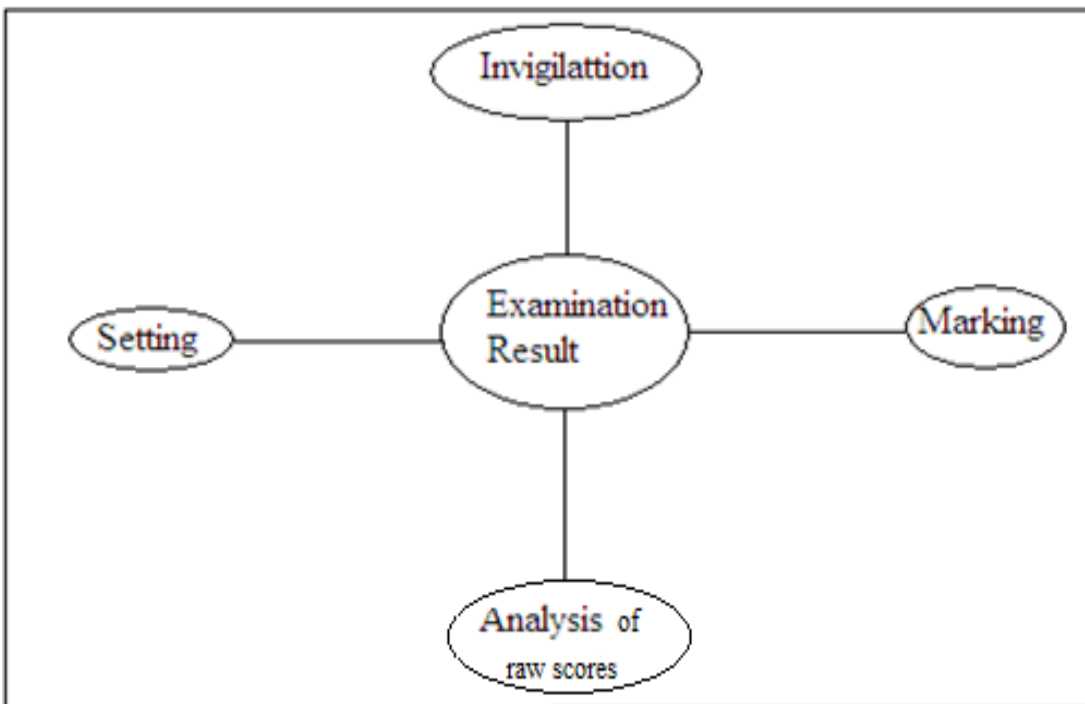 Invigilattion
Examination
Result
Setting
Marking
Analysis of
raw scores